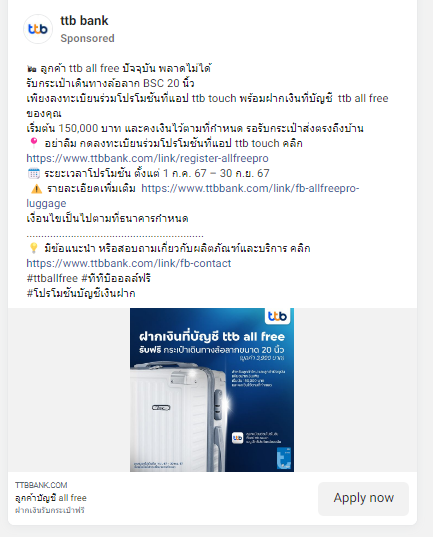 ttb bank
Sponsored
ลูกค้า ttb all free ปัจจุบัน พลาดไม่ได้
รับกระเป๋าเดินทางล้อลาก BSC 20 นิ้ว
เพียงลงทะเบียนร่วมโปรโมชันที่แอป ttb touch พร้อมฝากเงินที่บัญชี ttb all free
ของคุณ
เริ่มต้น 150,000 บาท และคงเงินไว้ตามที่กำหนด รอรับกระเป๋าส่งตรงถึงบ้าน
📍 อย่าลืม กดลงทะเบียนร่วมโปรโมชันที่แอป ttb touch คลิก
https://www.ttbbank.com/link/register-allfreepro
🗓️ ระยะเวลาโปรโมชัน ตั้งแต่ 1 ก.ค. 67 – 30 ก.ย. 67
⚠️ รายละเอียดเพิ่มเติม https://www.ttbbank.com/link/fb-allfreepro-
luggage
เงื่อนไขเป็นไปตามที่ธนาคารกำหนด
............................................................
💡 มีข้อแนะนำ หรือสอบถามเกี่ยวกับผลิตภัณฑ์และบริการ คลิก
https://www.ttbbank.com/link/fb-contact
#ttballfree #ทีทีบีออลล์ฟรี
#โปรโมชันบัญชีเงินฝาก
ttb
ฝากเงินที่บัญชี ttb all free
รับฟรี กระเป๋าเดินทางล้อลากขนาด 20 นิ้ว
ttb
TTBBANK.COM
ลูกค้าบัญชี all free
ฝากเงินรับกระเป๋าฟรี
Apply now